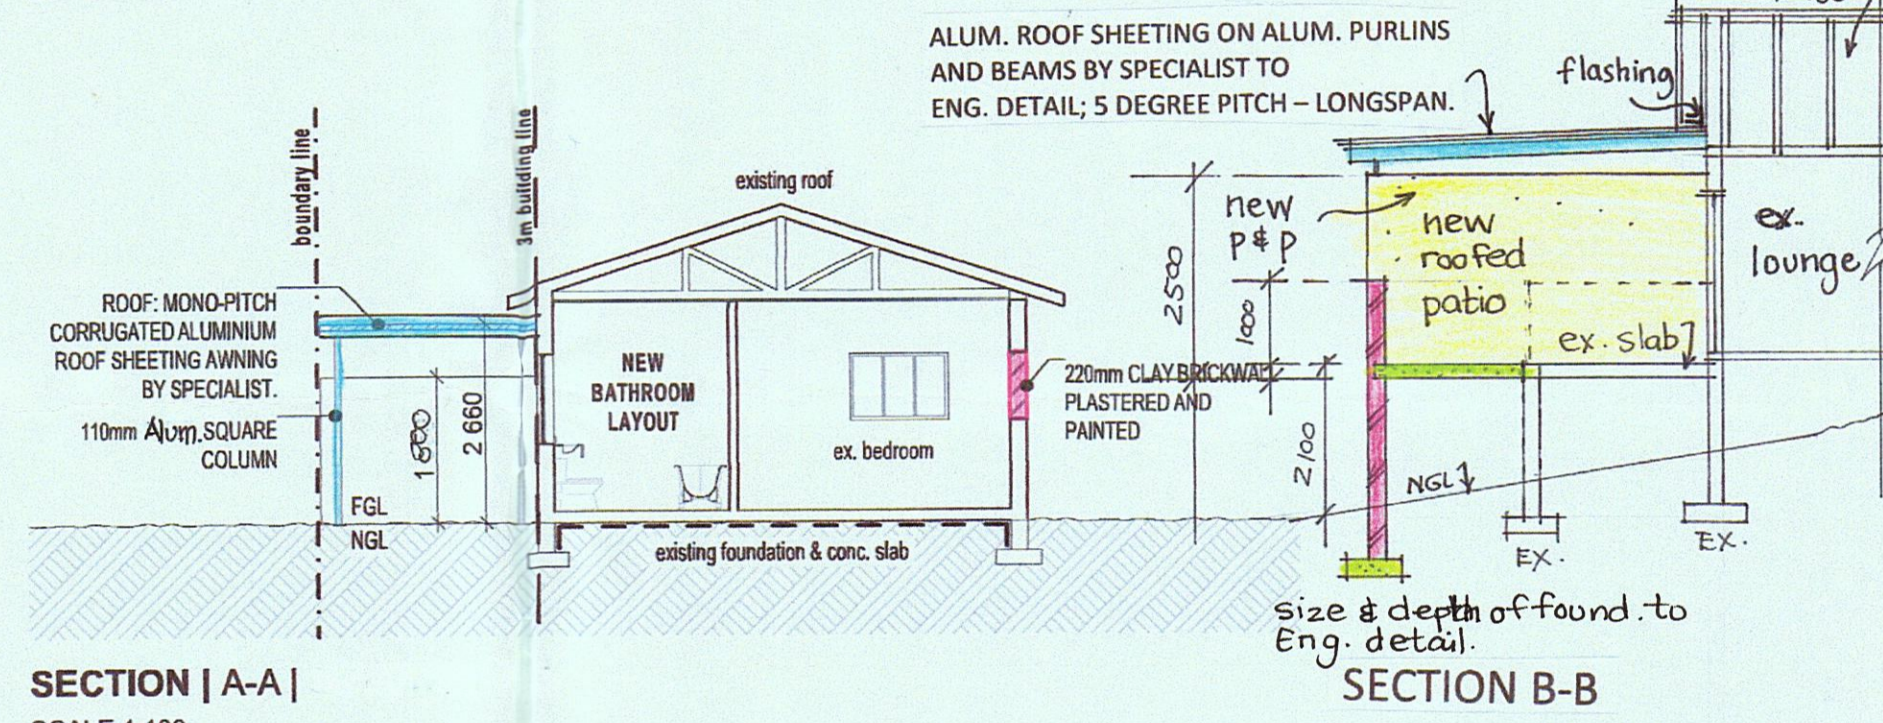 ALUM. ROOF SHEETING ON ALUM. PURLINS
AND BEAMS BY SPECIALIST TO
ENG. DETAIL; 5 DEGREE PITCH – LONGSPAN.
flashing
boundary line
3m building line
existing roof
ROOF: MONO-PITCH
CORRUGATED ALUMINIUM
ROOF SHEETING AWNING
BY SPECIALIST.
110mm Alum. SQUARE
COLUMN
1800
2 660
FGL
NGL
NEW
BATHROOM
LAYOUT
ex. bedroom
220mm CLAY BRICKWALL
PLASTERED AND
PAINTED
existing foundation & conc. slab
2500
new
p & p
1000
2100
new
roofed
patio
ex. slab
ex.
lounge
NGL
EX.
EX.
size & depth of found. to
Eng. detail.
SECTION | A-A |
SECTION B-B